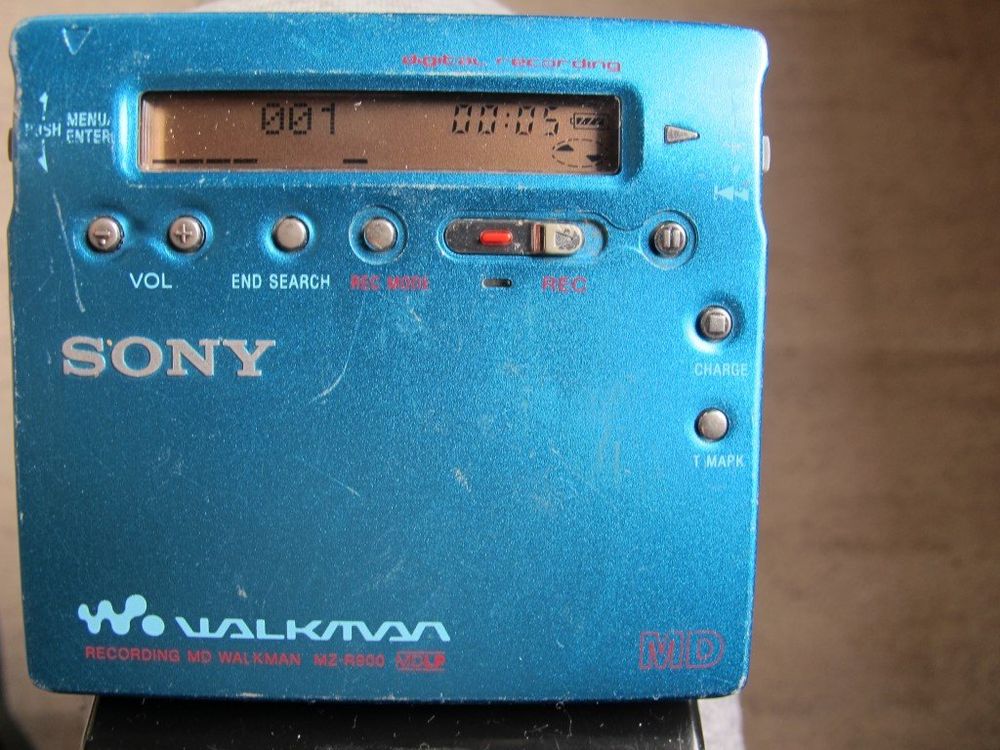 digital recording
PUSH MENU/
ENTER
001 00:05
VOL
END SEARCH
REC MODE
REC
SONY
CHARGE
T MARK
WALKMAN
RECORDING MD WALKMAN MZ-R900 MDLP
MD